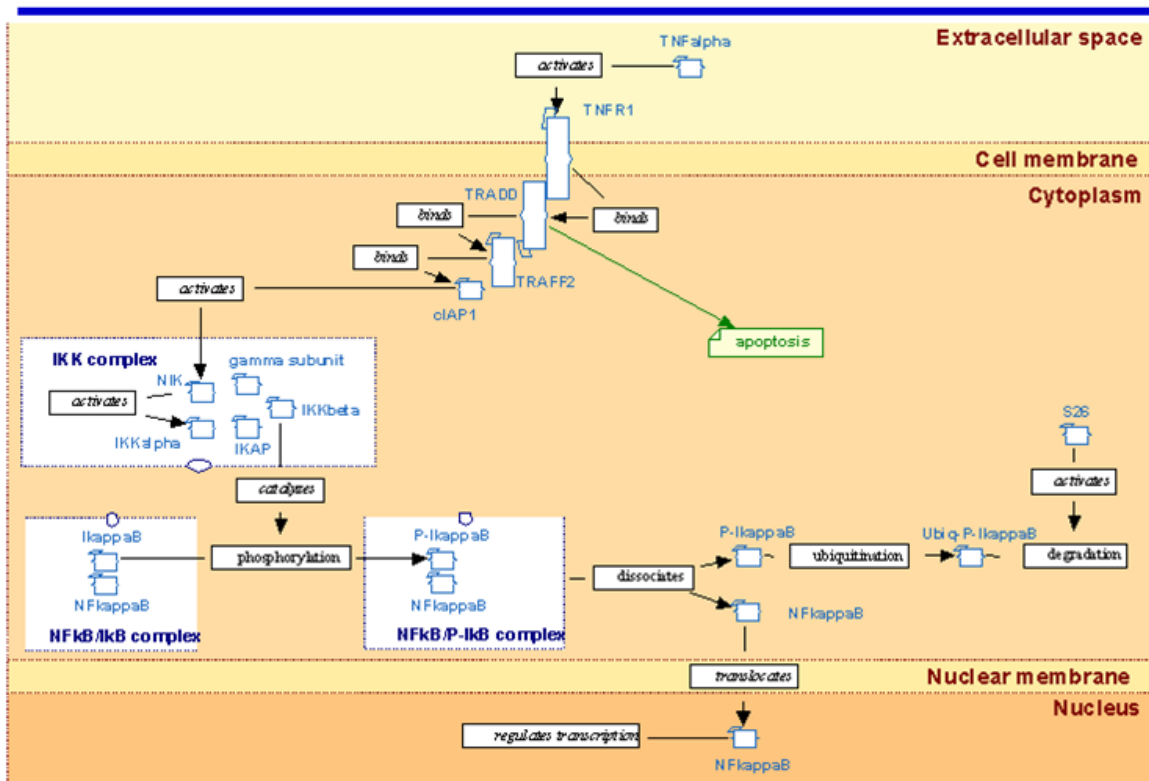 Extracellular space
TNFalpha
activates
TNFR1
Cell membrane
Cytoplasm
TRADD
binds
binds
binds
TRAFF2
activates
cIAP1
apoptosis
IKK complex
gamma subunit
NIK
activates
IKKbeta
IKKalpha
IKAP
S26
catalyzes
activates
IkappaB
P-IkappaB
P-IkappaB
Ubiq-P-IkappaB
phosphorylation
ubiquitination
degradation
dissociates
NFkappaB
NFkappaB
NFkappaB
NFkB/IkB complex
NFkB/P-IkB complex
Nuclear membrane
translocates
Nucleus
regulates transcription
NFkappaB